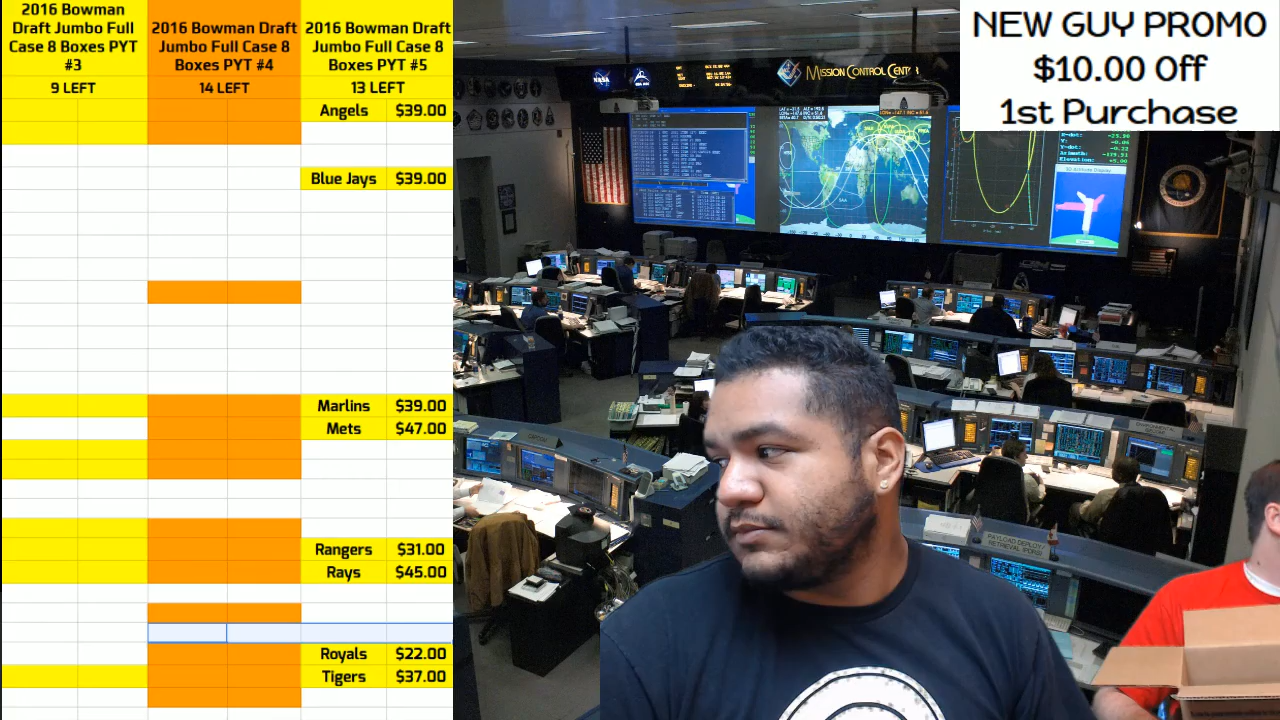 2016 Bowman
Draft Jumbo Full
Case 8 Boxes PYT
#3
9 LEFT
2016 Bowman Draft
Jumbo Full Case 8
Boxes PYT #4
14 LEFT
2016 Bowman Draft
Jumbo Full Case 8
Boxes PYT #5
13 LEFT
Angels $39.00
Blue Jays $39.00
Marlins $39.00
Mets $47.00
Rangers $31.00
Rays $45.00
Royals $22.00
Tigers $37.00
NEW GUY PROMO
$10.00 Off
1st Purchase
NASA
MISSION CONTROL CENTER